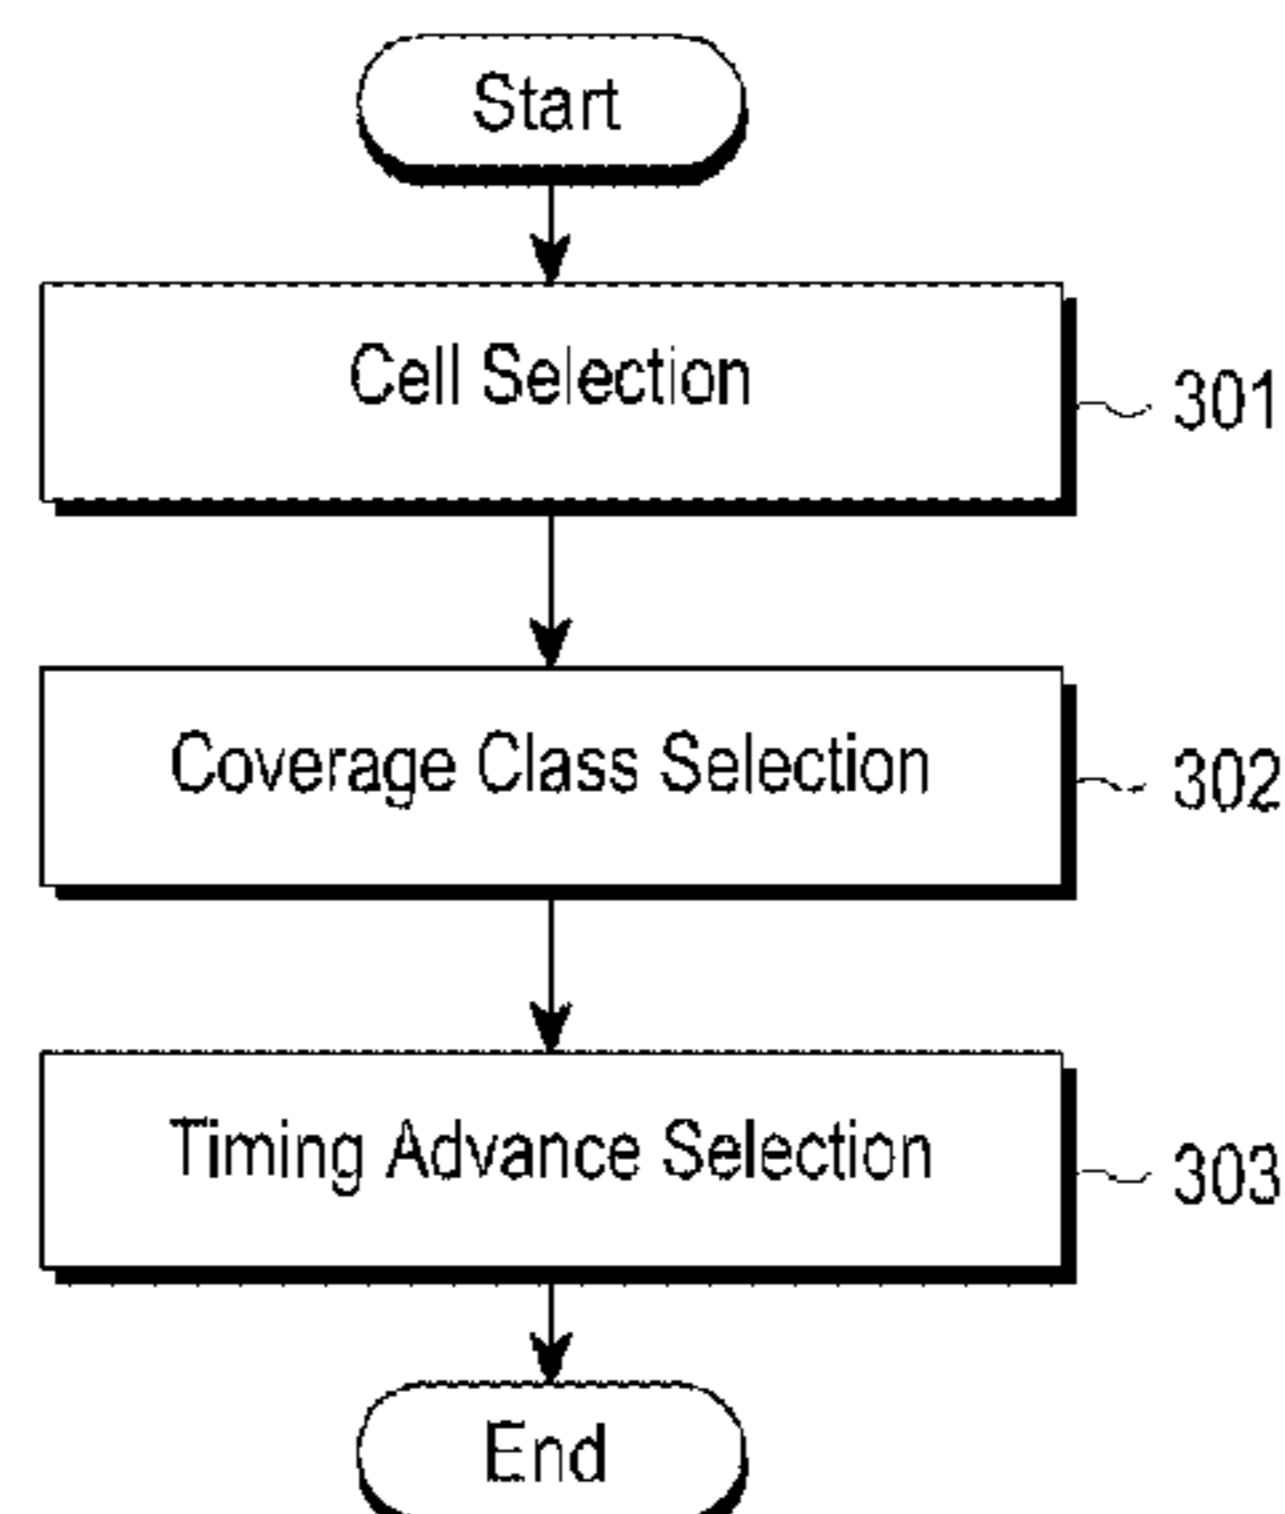 Start
Cell Selection
301
Coverage Class Selection
302
Timing Advance Selection
303
End